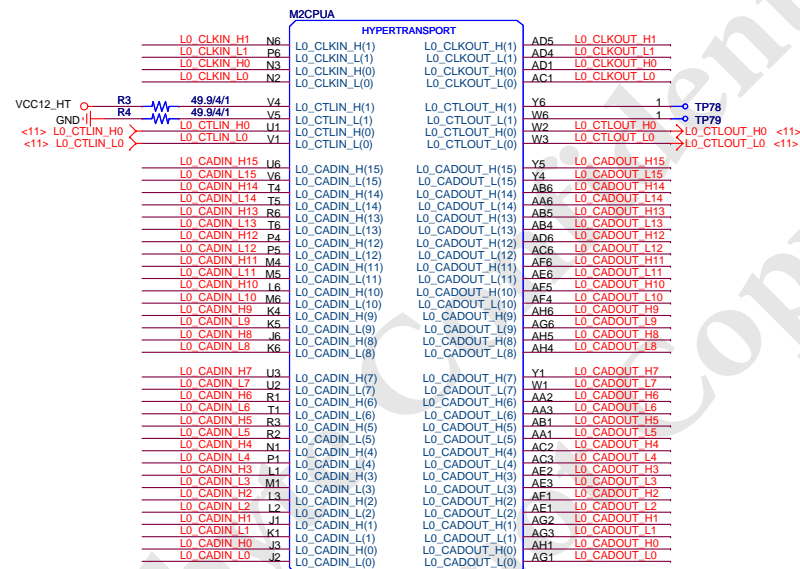 M2CPUA
HYPERTRANSPORT
L0_CLKIN_H1 N6 L0_CLKIN_H(1) L0_CLKOUT_H(1) AD5 L0_CLKOUT_H1
L0_CLKIN_L1 P6 L0_CLKIN_L(1) L0_CLKOUT_L(1) AD4 L0_CLKOUT_L1
L0_CLKIN_H0 N3 L0_CLKIN_H(0) L0_CLKOUT_H(0) AD1 L0_CLKOUT_H0
L0_CLKIN_L0 N2 L0_CLKIN_L(0) L0_CLKOUT_L(0) AC1 L0_CLKOUT_L0
VCC12_HT R3 49.9/4/1 V4 L0_CTLIN_H(1) L0_CTLOUT_H(1) Y6 1 TP78
GND R4 49.9/4/1 V5 L0_CTLIN_L(1) L0_CTLOUT_L(1) W6 1 TP79
<11> L0_CTLIN_H0 L0_CTLIN_H0 U1 L0_CTLIN_H(0) L0_CTLOUT_H(0) W2 L0_CTLOUT_H0 L0_CTLOUT_H0 <11>
<11> L0_CTLIN_L0 L0_CTLIN_L0 V1 L0_CTLIN_L(0) L0_CTLOUT_L(0) W3 L0_CTLOUT_L0 L0_CTLOUT_L0 <11>
L0_CADIN_H15 U6 L0_CADIN_H(15) L0_CADOUT_H(15) Y5 L0_CADOUT_H15
L0_CADIN_L15 V6 L0_CADIN_L(15) L0_CADOUT_L(15) Y4 L0_CADOUT_L15
L0_CADIN_H14 T4 L0_CADIN_H(14) L0_CADOUT_H(14) AB6 L0_CADOUT_H14
L0_CADIN_L14 T5 L0_CADIN_L(14) L0_CADOUT_L(14) AA6 L0_CADOUT_L14
L0_CADIN_H13 R6 L0_CADIN_H(13) L0_CADOUT_H(13) AB5 L0_CADOUT_H13
L0_CADIN_L13 T6 L0_CADIN_L(13) L0_CADOUT_L(13) AB4 L0_CADOUT_L13
L0_CADIN_H12 P4 L0_CADIN_H(12) L0_CADOUT_H(12) AD6 L0_CADOUT_H12
L0_CADIN_L12 P5 L0_CADIN_L(12) L0_CADOUT_L(12) AC6 L0_CADOUT_L12
L0_CADIN_H11 M4 L0_CADIN_H(11) L0_CADOUT_H(11) AF6 L0_CADOUT_H11
L0_CADIN_L11 M5 L0_CADIN_L(11) L0_CADOUT_L(11) AE6 L0_CADOUT_L11
L0_CADIN_H10 L6 L0_CADIN_H(10) L0_CADOUT_H(10) AF5 L0_CADOUT_H10
L0_CADIN_L10 M6 L0_CADIN_L(10) L0_CADOUT_L(10) AF4 L0_CADOUT_L10
L0_CADIN_H9 K4 L0_CADIN_H(9) L0_CADOUT_H(9) AH6 L0_CADOUT_H9
L0_CADIN_L9 K5 L0_CADIN_L(9) L0_CADOUT_L(9) AG6 L0_CADOUT_L9
L0_CADIN_H8 J6 L0_CADIN_H(8) L0_CADOUT_H(8) AH5 L0_CADOUT_H8
L0_CADIN_L8 K6 L0_CADIN_L(8) L0_CADOUT_L(8) AH4 L0_CADOUT_L8
L0_CADIN_H7 U3 L0_CADIN_H(7) L0_CADOUT_H(7) Y1 L0_CADOUT_H7
L0_CADIN_L7 U2 L0_CADIN_L(7) L0_CADOUT_L(7) W1 L0_CADOUT_L7
L0_CADIN_H6 R1 L0_CADIN_H(6) L0_CADOUT_H(6) AA2 L0_CADOUT_H6
L0_CADIN_L6 T1 L0_CADIN_L(6) L0_CADOUT_L(6) AA3 L0_CADOUT_L6
L0_CADIN_H5 R3 L0_CADIN_H(5) L0_CADOUT_H(5) AB1 L0_CADOUT_H5
L0_CADIN_L5 R2 L0_CADIN_L(5) L0_CADOUT_L(5) AA1 L0_CADOUT_L5
L0_CADIN_H4 N1 L0_CADIN_H(4) L0_CADOUT_H(4) AC2 L0_CADOUT_H4
L0_CADIN_L4 P1 L0_CADIN_L(4) L0_CADOUT_L(4) AC3 L0_CADOUT_L4
L0_CADIN_H3 L1 L0_CADIN_H(3) L0_CADOUT_H(3) AE2 L0_CADOUT_H3
L0_CADIN_L3 M1 L0_CADIN_L(3) L0_CADOUT_L(3) AE3 L0_CADOUT_L3
L0_CADIN_H2 L3 L0_CADIN_H(2) L0_CADOUT_H(2) AF1 L0_CADOUT_H2
L0_CADIN_L2 L2 L0_CADIN_L(2) L0_CADOUT_L(2) AE1 L0_CADOUT_L2
L0_CADIN_H1 J1 L0_CADIN_H(1) L0_CADOUT_H(1) AG2 L0_CADOUT_H1
L0_CADIN_L1 K1 L0_CADIN_L(1) L0_CADOUT_L(1) AG3 L0_CADOUT_L1
L0_CADIN_H0 J3 L0_CADIN_H(0) L0_CADOUT_H(0) AH1 L0_CADOUT_H0
L0_CADIN_L0 J2 L0_CADIN_L(0) L0_CADOUT_L(0) AG1 L0_CADOUT_L0